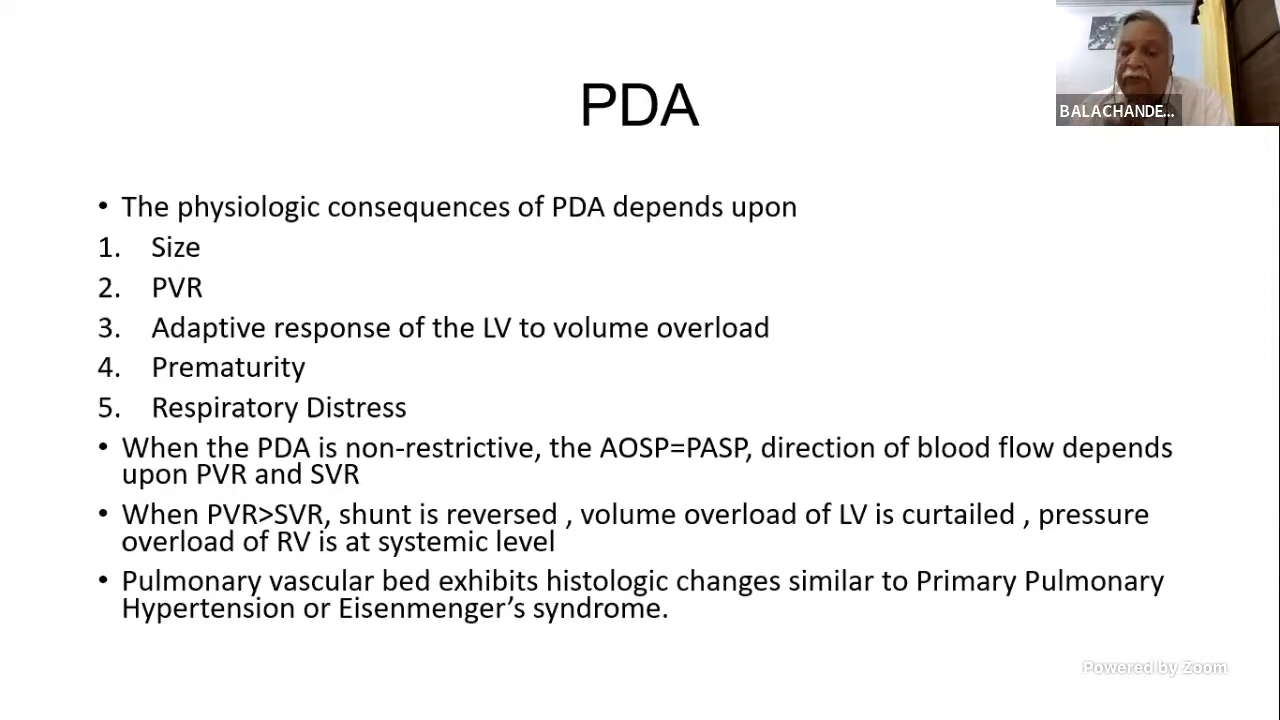 PDA
BALACHANDE...
• The physiologic consequences of PDA depends upon
1. Size
2. PVR
3. Adaptive response of the LV to volume overload
4. Prematurity
5. Respiratory Distress
• When the PDA is non-restrictive, the AOSP=PASP, direction of blood flow depends
upon PVR and SVR
• When PVR>SVR, shunt is reversed , volume overload of LV is curtailed , pressure
overload of RV is at systemic level
• Pulmonary vascular bed exhibits histologic changes similar to Primary Pulmonary
Hypertension or Eisenmenger’s syndrome.
Powered by Zoom